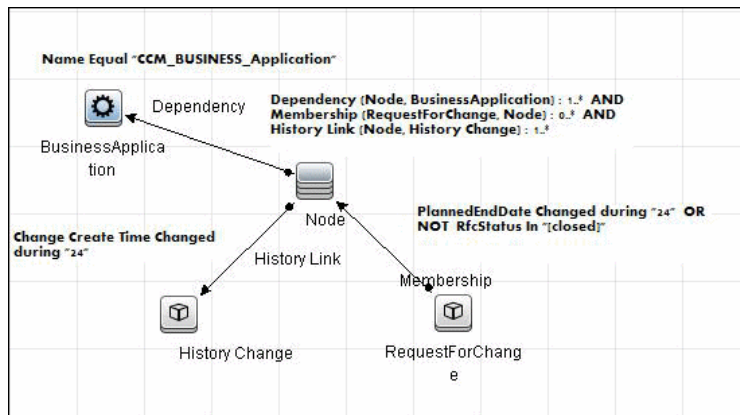 Name Equal "CCM_BUSINESS_Application"
Dependency
Dependency (Node, BusinessApplication) : 1..* AND
Membership (RequestForChange, Node) : 0..* AND
History Link (Node, History Change) : 1..*
BusinessApplica
tion
Node
PlannedEndDate Changed during "24" OR
NOT RfcStatus In "[closed]"
Change Create Time Changed
during "24"
History Link
Membership
History Change
RequestForChang
e